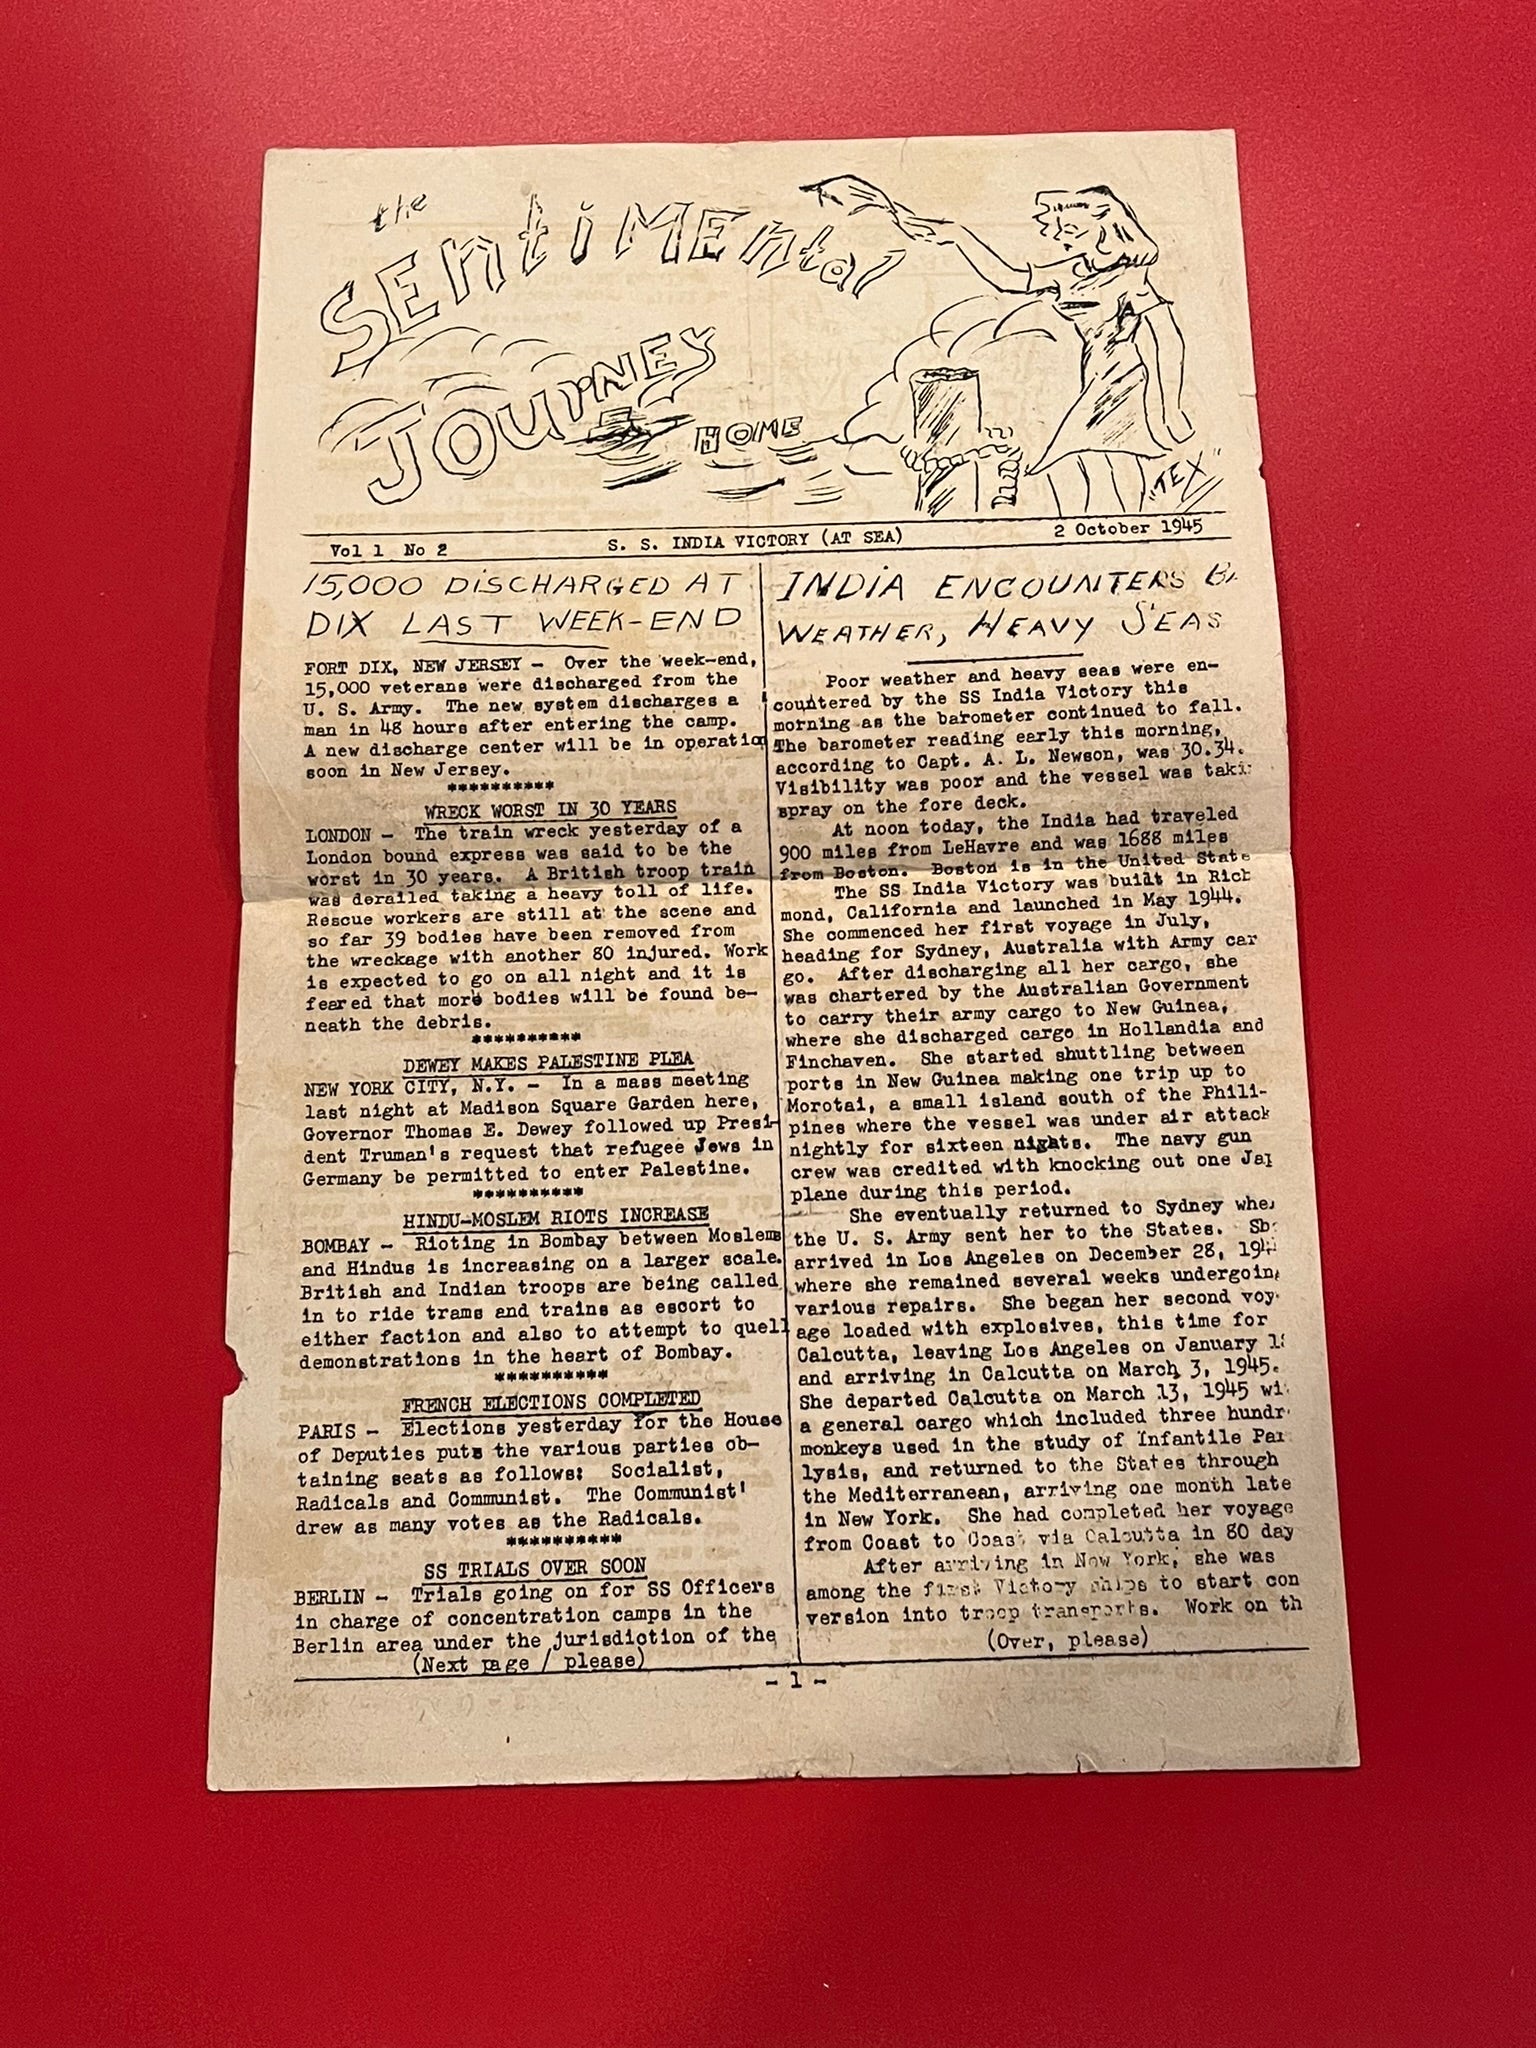 the
SENtiMEntal
JOUrNEY
HOME
"TEX"
Vol 1 No 2 S. S. INDIA VICTORY (AT SEA) 2 October 1945
15,000 DISCHARGED AT
DIX LAST WEEK-END
FORT DIX, NEW JERSEY - Over the week-end,
15,000 veterans were discharged from the
U. S. Army. The new system discharges a
man in 48 hours after entering the camp.
A new discharge center will be in operation
soon in New Jersey.
**********
WRECK WORST IN 30 YEARS
LONDON - The train wreck yesterday of a
London bound express was said to be the
worst in 30 years. A British troop train
was derailed taking a heavy toll of life.
Rescue workers are still at the scene and
so far 39 bodies have been removed from
the wreckage with another 80 injured. Work
is expected to go on all night and it is
feared that more bodies will be found be-
neath the debris.
**********
DEWEY MAKES PALESTINE PLEA
NEW YORK CITY, N.Y. - In a mass meeting
last night at Madison Square Garden here,
Governor Thomas E. Dewey followed up Presi-
dent Truman's request that refugee Jews in
Germany be permitted to enter Palestine.
**********
HINDU-MOSLEM RIOTS INCREASE
BOMBAY - Rioting in Bombay between Moslems
and Hindus is increasing on a larger scale.
British and Indian troops are being called
in to ride trams and trains as escort to
either faction and also to attempt to quell
demonstrations in the heart of Bombay.
**********
FRENCH ELECTIONS COMPLETED
PARIS - Elections yesterday for the House
of Deputies puts the various parties ob-
taining seats as follows: Socialist,
Radicals and Communist. The Communist'
drew as many votes as the Radicals.
**********
SS TRIALS OVER SOON
BERLIN - Trials going on for SS Officers
in charge of concentration camps in the
Berlin area under the jurisdiction of the
(Next page / please)
INDIA ENCOUNTERS
WEATHER, HEAVY SEAS
Poor weather and heavy seas were en-
countered by the SS India Victory this
morning as the barometer continued to fall.
The barometer reading early this morning,
according to Capt. A. L. Newson, was 30.34.
Visibility was poor and the vessel was taki
spray on the fore deck.
At noon today, the India had traveled
900 miles from LeHavre and was 1688 miles
from Boston. Boston is in the United State
The SS India Victory was built in Rich
mond, California and launched in May 1944.
She commenced her first voyage in July,
heading for Sydney, Australia with Army car
go. After discharging all her cargo, she
was chartered by the Australian Government
to carry their army cargo to New Guinea,
where she discharged cargo in Hollandia and
Finchaven. She started shuttling between
ports in New Guinea making one trip up to
Morotai, a small island south of the Phili-
pines where the vessel was under air attack
nightly for sixteen nights. The navy gun
crew was credited with knocking out one Jap
plane during this period.
She eventually returned to Sydney whe
the U. S. Army sent her to the States. Sh
arrived in Los Angeles on December 28, 194
where she remained several weeks undergoin
various repairs. She began her second voy
age loaded with explosives, this time for
Calcutta, leaving Los Angeles on January 18
and arriving in Calcutta on March 3, 1945.
She departed Calcutta on March 13, 1945 wi
a general cargo which included three hundr
monkeys used in the study of Infantile Par
lysis, and returned to the States through
the Mediterranean, arriving one month late
in New York. She had completed her voyage
from Coast to Coast via Calcutta in 80 day
After arriving in New York, she was
among the first Victory ships to start con
version into troop transports. Work on th
(Over, please)
- 1 -